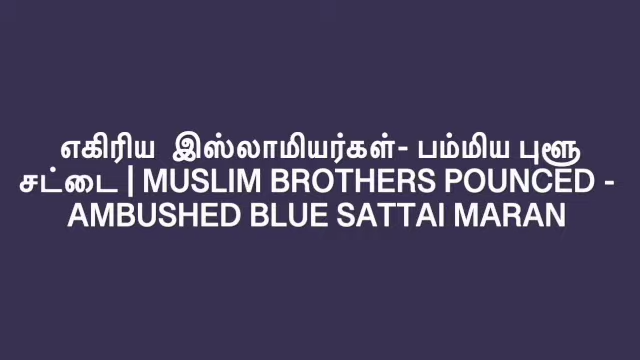 எகிரிய இஸ்லாமியர்கள்- பம்மிய புளூ
சட்டை | MUSLIM BROTHERS POUNCED -
AMBUSHED BLUE SATTAI MARAN